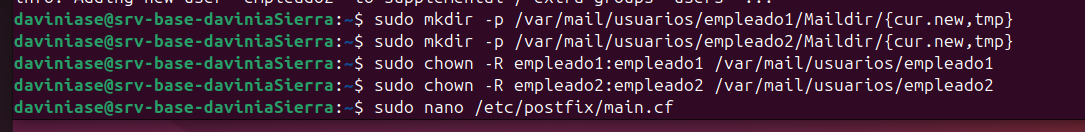 info: Adding new user `empleado2' to supplemental / extra groups `users' ...
daviniase@srv-base-daviniaSierra:~$ sudo mkdir -p /var/mail/usuarios/empleado1/Maildir/{cur.new,tmp}
daviniase@srv-base-daviniaSierra:~$ sudo mkdir -p /var/mail/usuarios/empleado2/Maildir/{cur.new,tmp}
daviniase@srv-base-daviniaSierra:~$ sudo chown -R empleado1:empleado1 /var/mail/usuarios/empleado1
daviniase@srv-base-daviniaSierra:~$ sudo chown -R empleado2:empleado2 /var/mail/usuarios/empleado2
daviniase@srv-base-daviniaSierra:~$ sudo nano /etc/postfix/main.cf